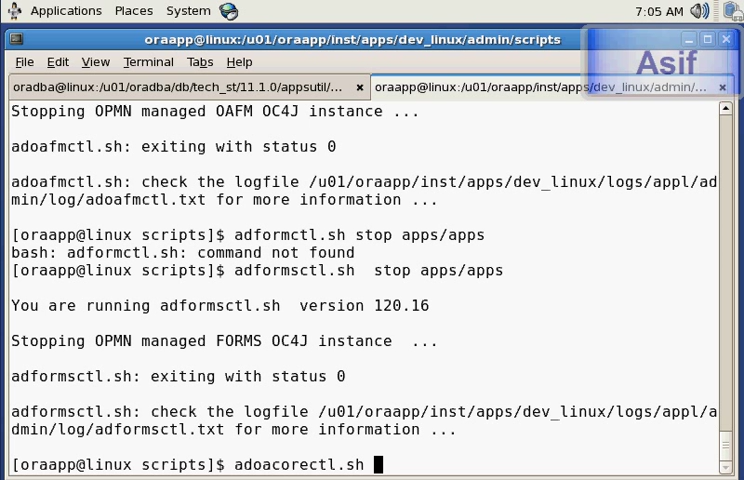 Applications Places System 7:05 AM
oraapp@linux:/u01/oraapp/inst/apps/dev_linux/admin/scripts
Asif
File Edit View Terminal Tabs Help
oradba@linux:/u01/oradba/db/tech_st/11.1.0/appsutil/... oraapp@linux:/u01/oraapp/inst/apps/dev_linux/admin/...
Stopping OPMN managed OAFM OC4J instance ...
adoafmctl.sh: exiting with status 0
adoafmctl.sh: check the logfile /u01/oraapp/inst/apps/dev_linux/logs/appl/ad
min/log/adoafmctl.txt for more information ...
[oraapp@linux scripts]$ adformctl.sh stop apps/apps
bash: adformctl.sh: command not found
[oraapp@linux scripts]$ adformsctl.sh  stop apps/apps
You are running adformsctl.sh  version 120.16
Stopping OPMN managed FORMS OC4J instance  ...
adformsctl.sh: exiting with status 0
adformsctl.sh: check the logfile /u01/oraapp/inst/apps/dev_linux/logs/appl/a
dmin/log/adformsctl.txt for more information ...
[oraapp@linux scripts]$ adoacorectl.sh